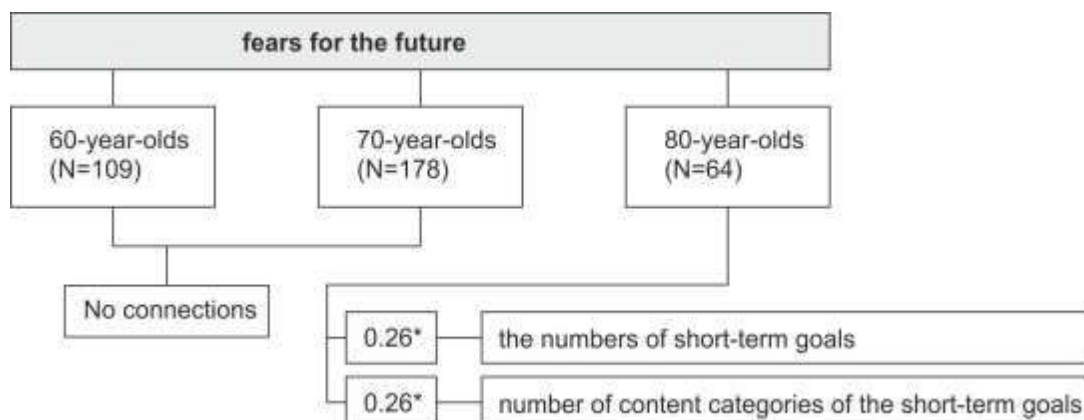 fears for the future
60-year-olds
(N=109)
70-year-olds
(N=178)
80-year-olds
(N=64)
No connections
0.26*
the numbers of short-term goals
0.26*
number of content categories of the short-term goals